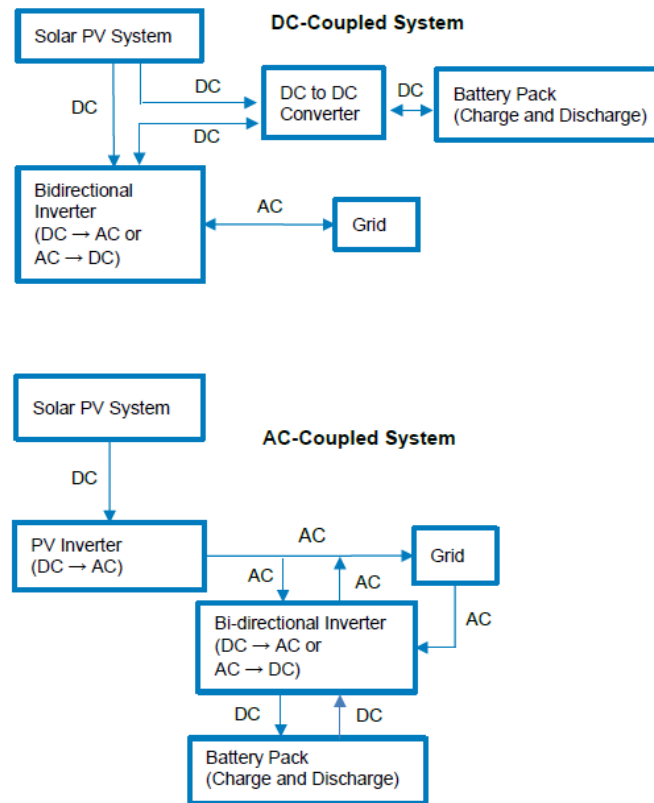 DC-Coupled System
Solar PV System
DC
DC
DC
DC to DC
Converter
DC
Battery Pack
(Charge and Discharge)
Bidirectional
Inverter
(DC → AC or
AC → DC)
AC
Grid
Solar PV System
AC-Coupled System
DC
PV Inverter
(DC → AC)
AC
Grid
AC
AC
AC
Bi-directional Inverter
(DC → AC or
AC → DC)
DC
DC
Battery Pack
(Charge and Discharge)